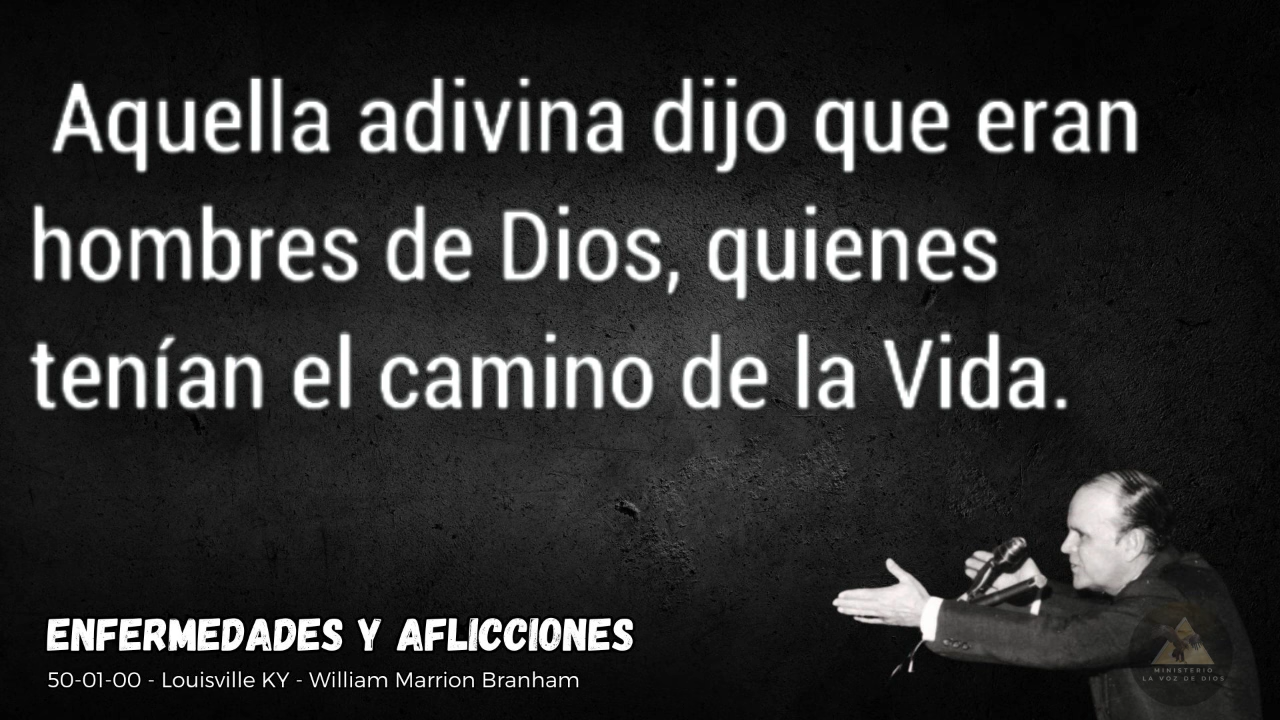 Aquella adivina dijo que eran
hombres de Dios, quienes
tenían el camino de la Vida.
ENFERMEDADES Y AFLICCIONES
50-01-00 - Louisville KY - William Marrion Branham
MINISTERIO
LA VOZ DE DIOS